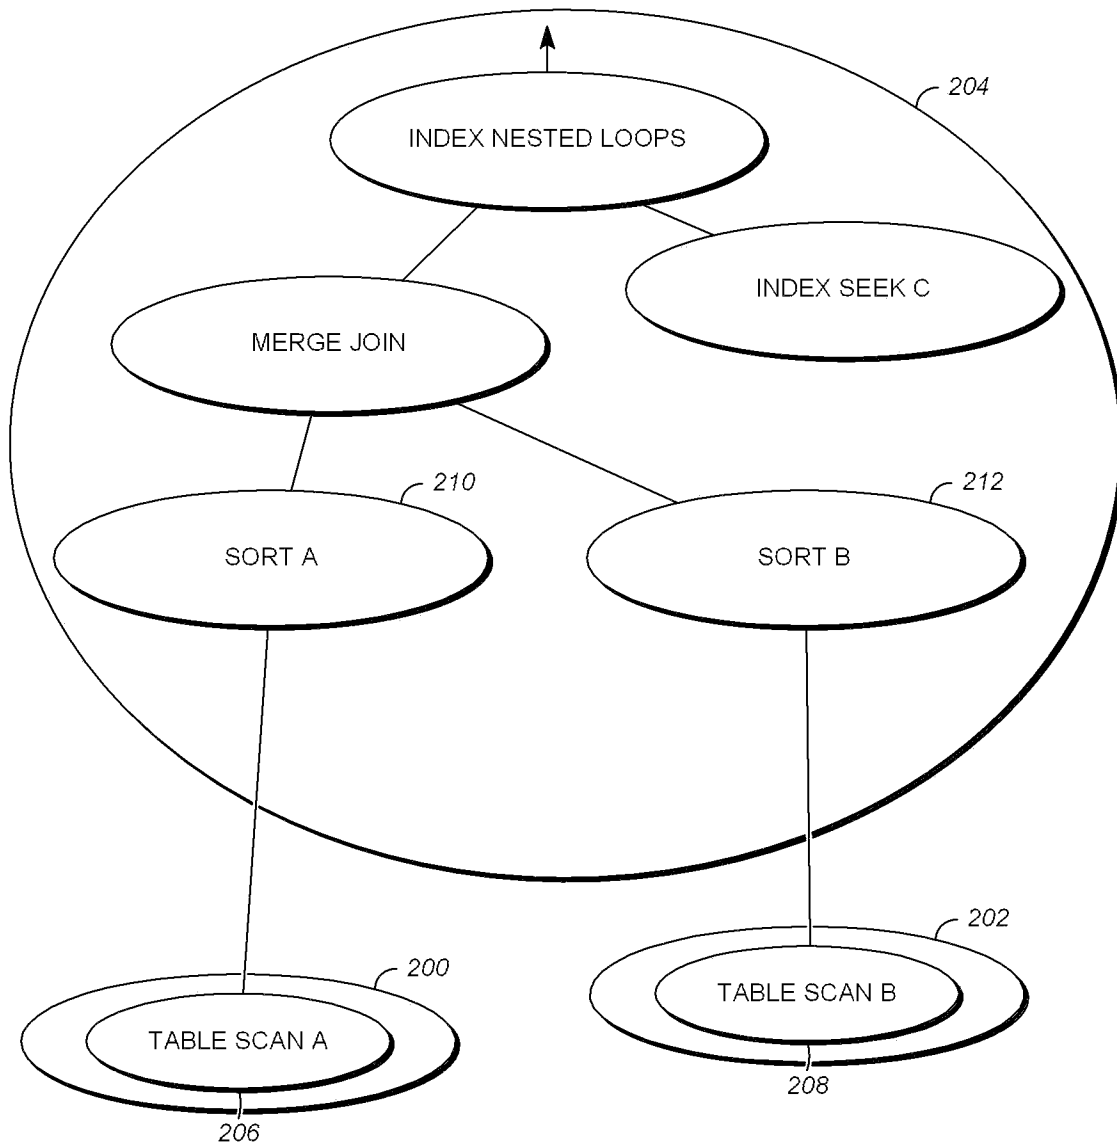 204
INDEX NESTED LOOPS
INDEX SEEK C
MERGE JOIN
210
212
SORT A
SORT B
202
200
TABLE SCAN B
TABLE SCAN A
208
206